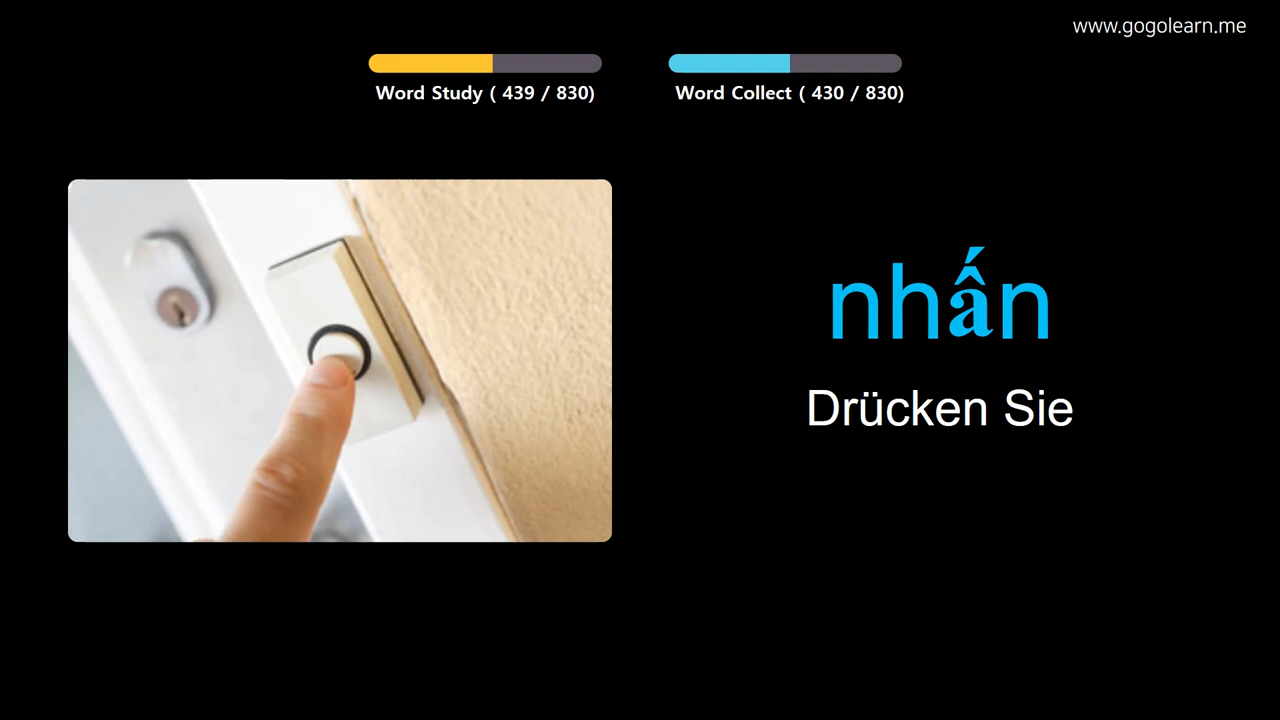 www.gogolearn.me
Word Study ( 439 / 830)
Word Collect ( 430 / 830)
nhấn
Drücken Sie